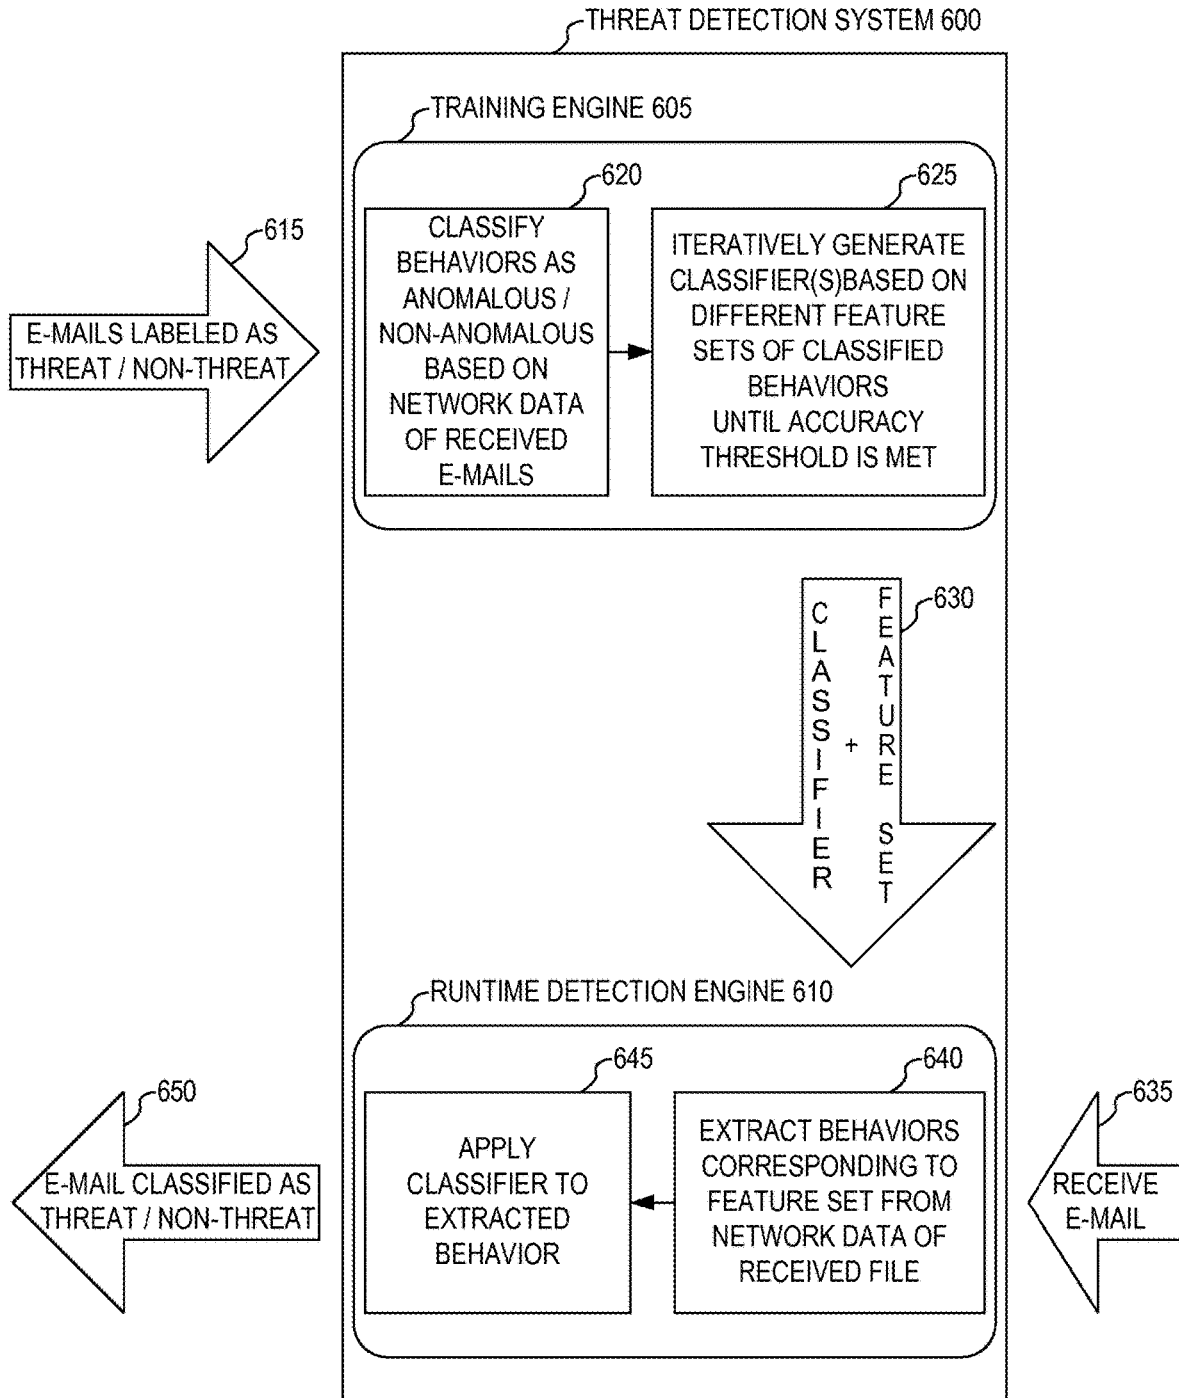 THREAT DETECTION SYSTEM 600
TRAINING ENGINE 605
620
CLASSIFY
BEHAVIORS AS
ANOMALOUS /
NON-ANOMALOUS
BASED ON
NETWORK DATA
OF RECEIVED
E-MAILS
625
ITERATIVELY GENERATE
CLASSIFIER(S)BASED ON
DIFFERENT FEATURE
SETS OF CLASSIFIED
BEHAVIORS
UNTIL ACCURACY
THRESHOLD IS MET
615
E-MAILS LABELED AS
THREAT / NON-THREAT
630
CLASSIFIER
+
FEATURE SET
RUNTIME DETECTION ENGINE 610
645
APPLY
CLASSIFIER TO
EXTRACTED
BEHAVIOR
640
EXTRACT BEHAVIORS
CORRESPONDING TO
FEATURE SET FROM
NETWORK DATA OF
RECEIVED FILE
635
RECEIVE
E-MAIL
650
E-MAIL CLASSIFIED AS
THREAT / NON-THREAT